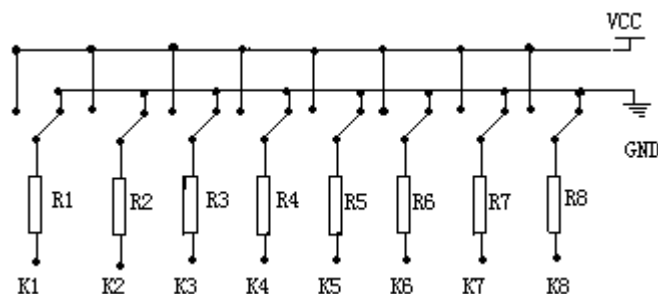 VCC
GND
R1 R2 R3 R4 R5 R6 R7 R8
K1 K2 K3 K4 K5 K6 K7 K8